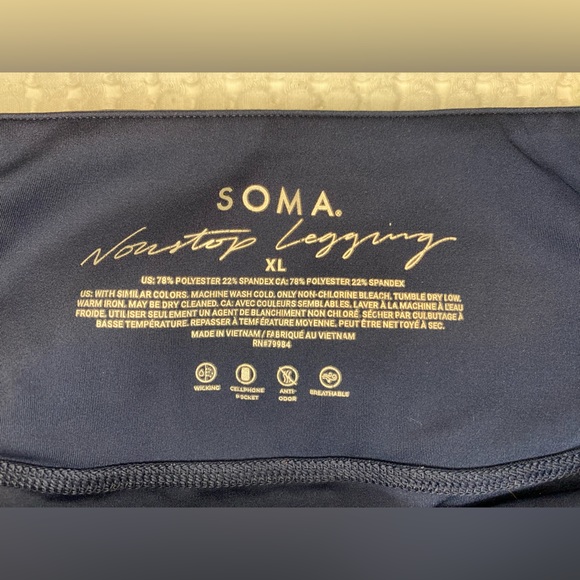 SOMA®
Nonstop Legging
XL
US: 78% POLYESTER 22% SPANDEX CA: 78% POLYESTER 22% SPANDEX
US: WITH SIMILAR COLORS. MACHINE WASH COLD. ONLY NON-CHLORINE BLEACH. TUMBLE DRY LOW.
WARM IRON. MAY BE DRY CLEANED. CA: AVEC COULEURS SEMBLABLES. LAVER À LA MACHINE À L'EAU
FROIDE. UTILISER SEULEMENT UN AGENT DE BLANCHIMENT NON CHLORÉ. SÉCHER PAR CULBUTAGE À
BASSE TEMPÉRATURE. REPASSER À TEMPÉRATURE MOYENNE. PEUT ÊTRE NETTOYÉ À SEC.
MADE IN VIETNAM / FABRIQUÉ AU VIETNAM
RN#79984
WICKING
CELLPHONE
POCKET
ANTI-
ODOR
BREATHABLE